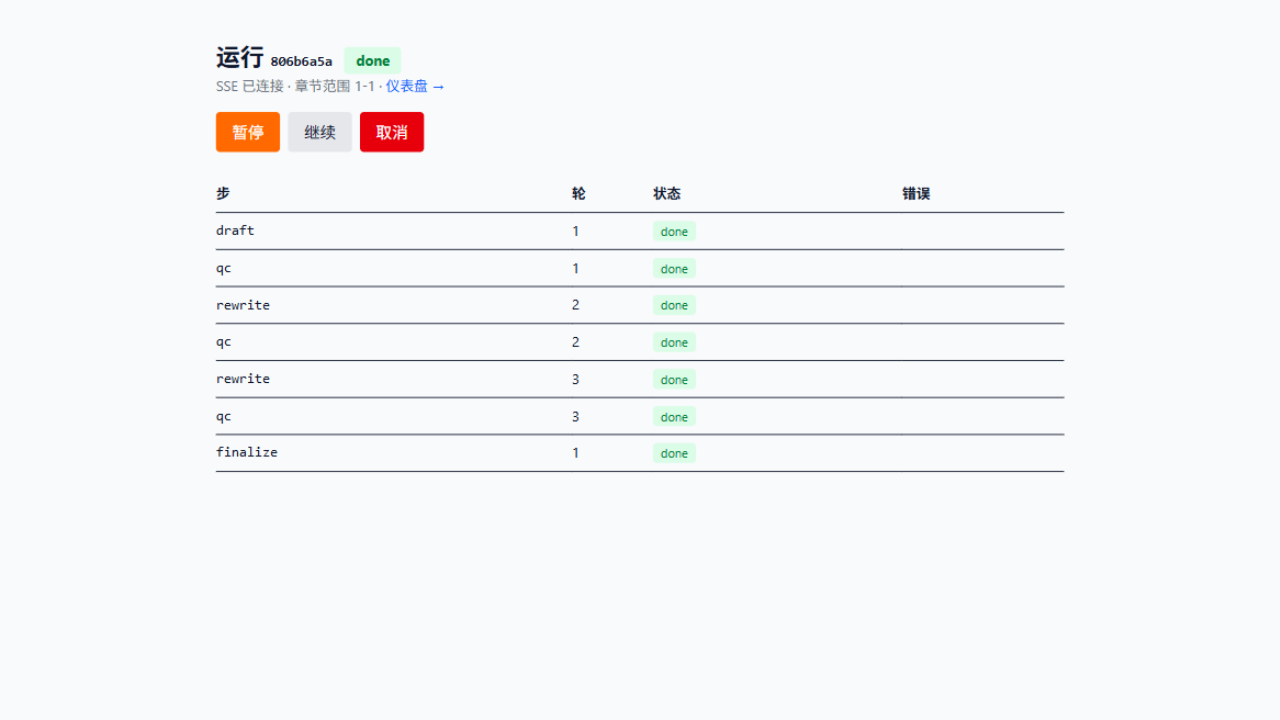 运行 806b6a5a done
SSE 已连接 · 章节范围 1-1 · 仪表盘 →
暂停 继续 取消
步 轮 状态 错误
draft 1 done
qc 1 done
rewrite 2 done
qc 2 done
rewrite 3 done
qc 3 done
finalize 1 done